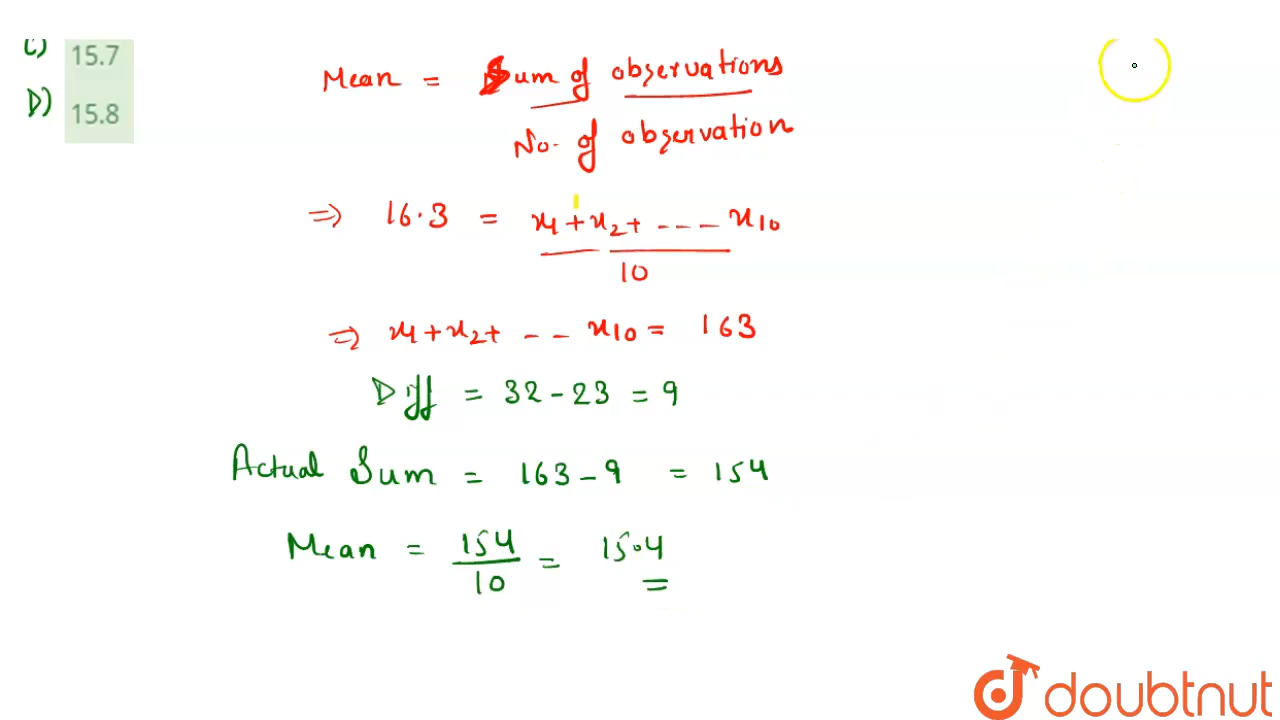 C) 15.7
D) 15.8
Mean = Sum of observations
No. of observation
⇒ 16.3 = x1 + x2 + ---- x10
10
⇒ x1 + x2 + -- x10 = 163
Diff = 32 - 23 = 9
Actual Sum = 163 - 9 = 154
Mean = 154 = 15.4
10
doubtnut